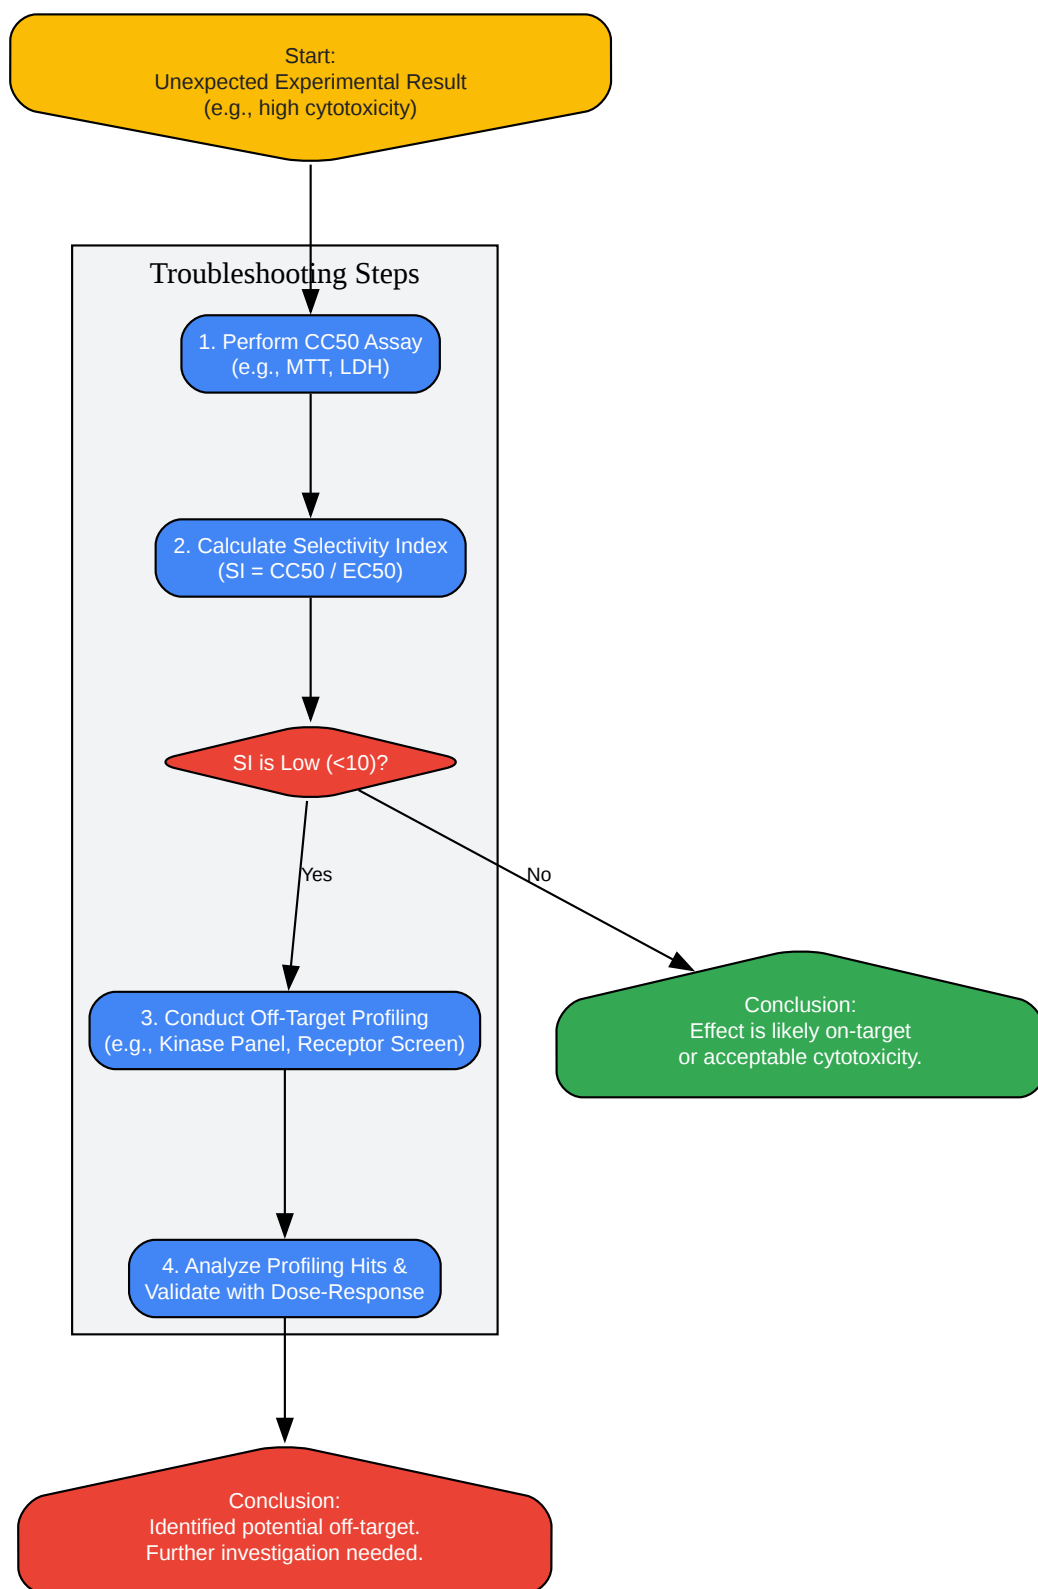 Start:
Unexpected Experimental Result
(e.g., high cytotoxicity)
Troubleshooting Steps
1. Perform CC50 Assay
(e.g., MTT, LDH)
2. Calculate Selectivity Index
(SI = CC50 / EC50)
SI is Low (<10)?
Yes
No
3. Conduct Off-Target Profiling
(e.g., Kinase Panel, Receptor Screen)
Conclusion:
Effect is likely on-target
or acceptable cytotoxicity.
4. Analyze Profiling Hits &
Validate with Dose-Response
Conclusion:
Identified potential off-target.
Further investigation needed.